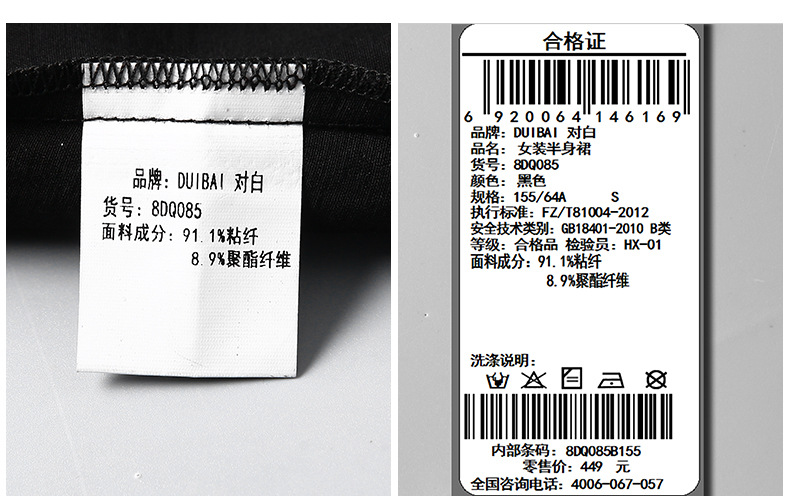 品牌: DUIBAI 对白
货号: 8DQ085
面料成分: 91.1%粘纤
8.9%聚酯纤维
合格证
6 920064 146169
品牌: DUIBAI 对白
品名: 女装半身裙
货号: 8DQ085
颜色: 黑色
规格: 155/64A S
执行标准: FZ/T81004-2012
安全技术类别: GB18401-2010 B类
等级: 合格品 检验员: HX-01
面料成分: 91.1%粘纤
8.9%聚酯纤维
洗涤说明:
内部条码: 8DQ085B155
零售价: 449 元
全国咨询电话: 4006-067-057